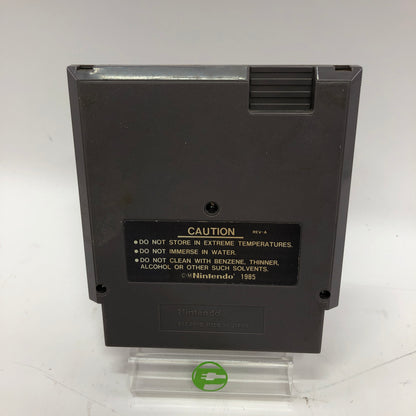 CAUTION REV-A
● DO NOT STORE IN EXTREME TEMPERATURES.
● DO NOT IMMERSE IN WATER.
● DO NOT CLEAN WITH BENZENE, THINNER,
ALCOHOL OR OTHER SUCH SOLVENTS.
Nintendo 1985
Nintendo